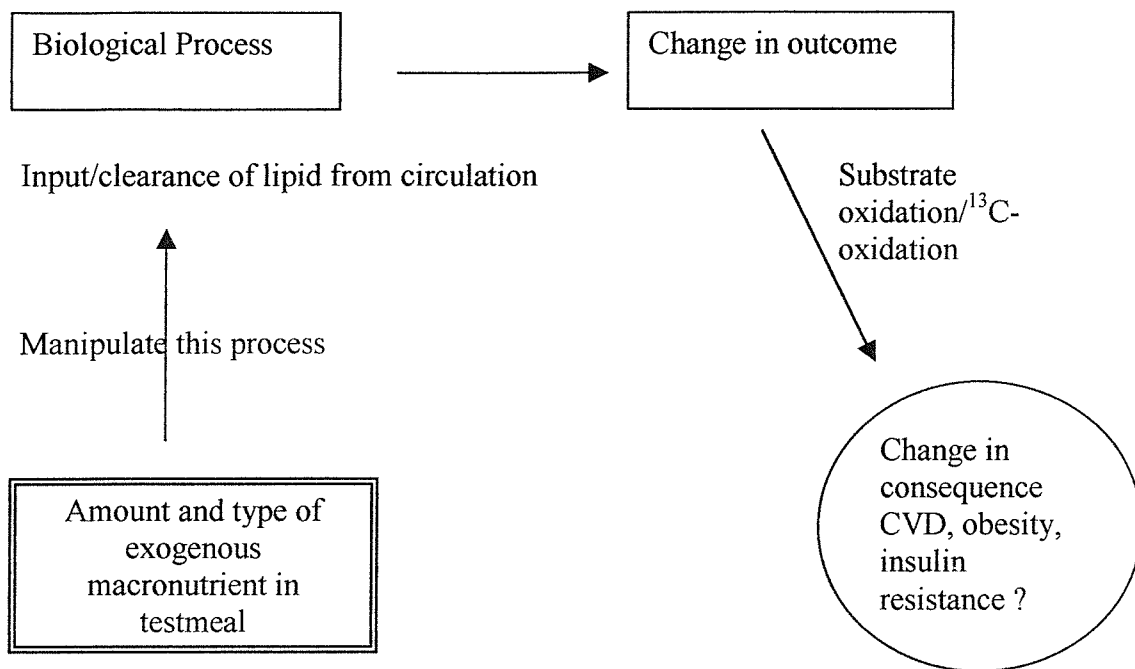 Biological Process
Change in outcome
Input/clearance of lipid from circulation
Substrate
oxidation/¹³C-
oxidation
Manipulate this process
Amount and type of
exogenous
macronutrient in
testmeal
Change in
consequence
CVD, obesity,
insulin
resistance ?